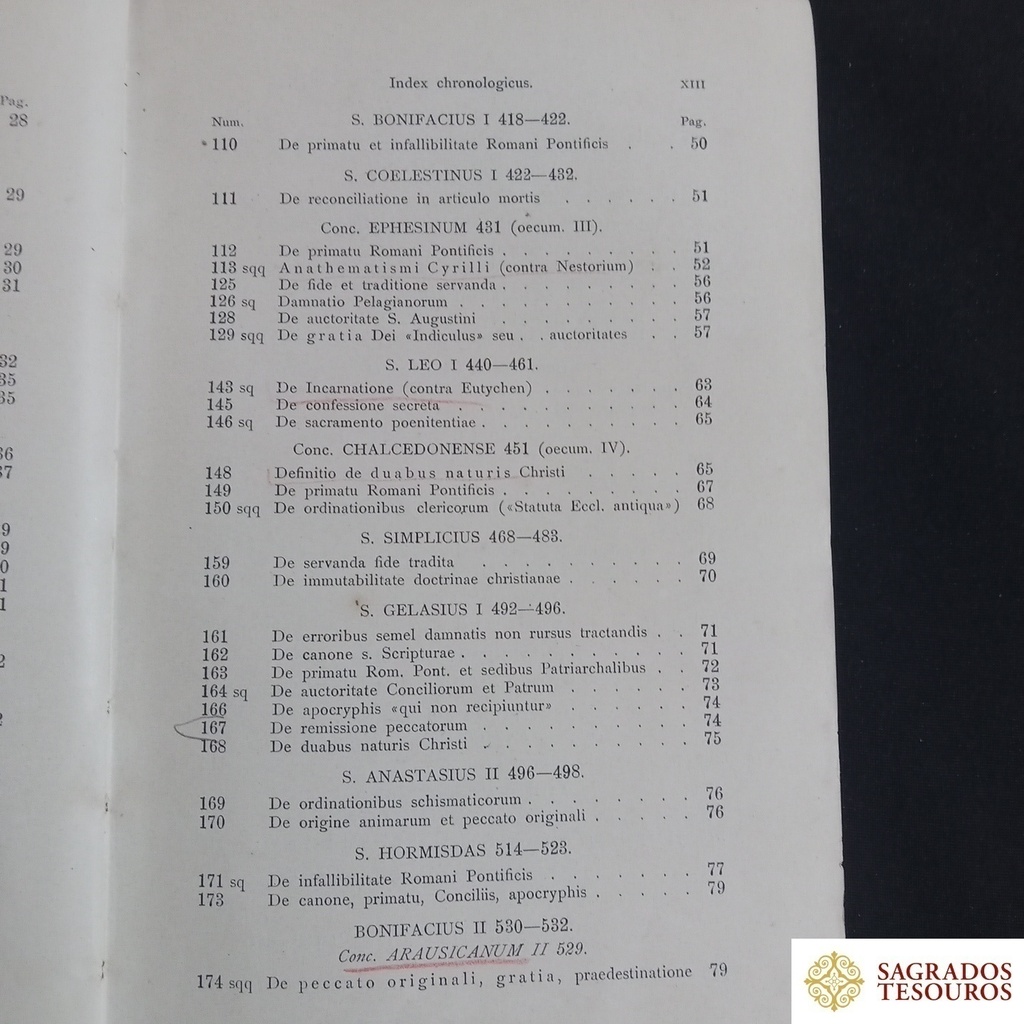 Pag.
28
29
29
30
31
32
35
35
36
37
9
9
0
1
1
2
2
Index chronologicus. XIII
Num. S. BONIFACIUS I 418—422. Pag.
110 De primatu et infallibilitate Romani Pontificis . . 50
S. COELESTINUS I 422—432.
111 De reconciliatione in articulo mortis . . . . . . 51
Conc. EPHESINUM 431 (oecum. III).
112 De primatu Romani Pontificis . . . . . . . . . 51
113 sqq Anathematismi Cyrilli (contra Nestorium) . . 52
125 De fide et traditione servanda . . . . . . . . . 56
126 sq Damnatio Pelagianorum . . . . . . . . . . . 56
128 De auctoritate S. Augustini . . . . . . . . . 57
129 sqq De gratia Dei «Indiculus» seu . . auctoritates . . 57
S. LEO I 440—461.
143 sq De Incarnatione (contra Eutychen) . . . . . . . 63
145 De confessione secreta . . . . . . . . . . . 64
146 sq De sacramento poenitentiae . . . . . . . . . . 65
Conc. CHALCEDONENSE 451 (oecum. IV).
148 Definitio de duabus naturis Christi . . . . . 65
149 De primatu Romani Pontificis . . . . . . . . . 67
150 sqq De ordinationibus clericorum («Statuta Eccl. antiqua») 68
S. SIMPLICIUS 468—483.
159 De servanda fide tradita . . . . . . . . . . 69
160 De immutabilitate doctrinae christianae . . . . . . 70
S. GELASIUS I 492—496.
161 De erroribus semel damnatis non rursus tractandis . . 71
162 De canone s. Scripturae . . . . . . . . . . . 71
163 De primatu Rom. Pont. et sedibus Patriarchalibus . . 72
164 sq De auctoritate Conciliorum et Patrum . . . . . . 73
166 De apocryphis «qui non recipiuntur» . . . . . . 74
167 De remissione peccatorum . . . . . . . . . . 74
168 De duabus naturis Christi . . . . . . . . . . 75
S. ANASTASIUS II 496—498.
169 De ordinationibus schismaticorum . . . . . . . . 76
170 De origine animarum et peccato originali . . . . . 76
S. HORMISDAS 514—523.
171 sq De infallibilitate Romani Pontificis . . . . . . . 77
173 De canone, primatu, Conciliis, apocryphis . . . . . 79
BONIFACIUS II 530—532.
Conc. ARAUSICANUM II 529.
174 sqq De peccato originali, gratia, praedestinatione 79
SAGRADOS
TESOUROS